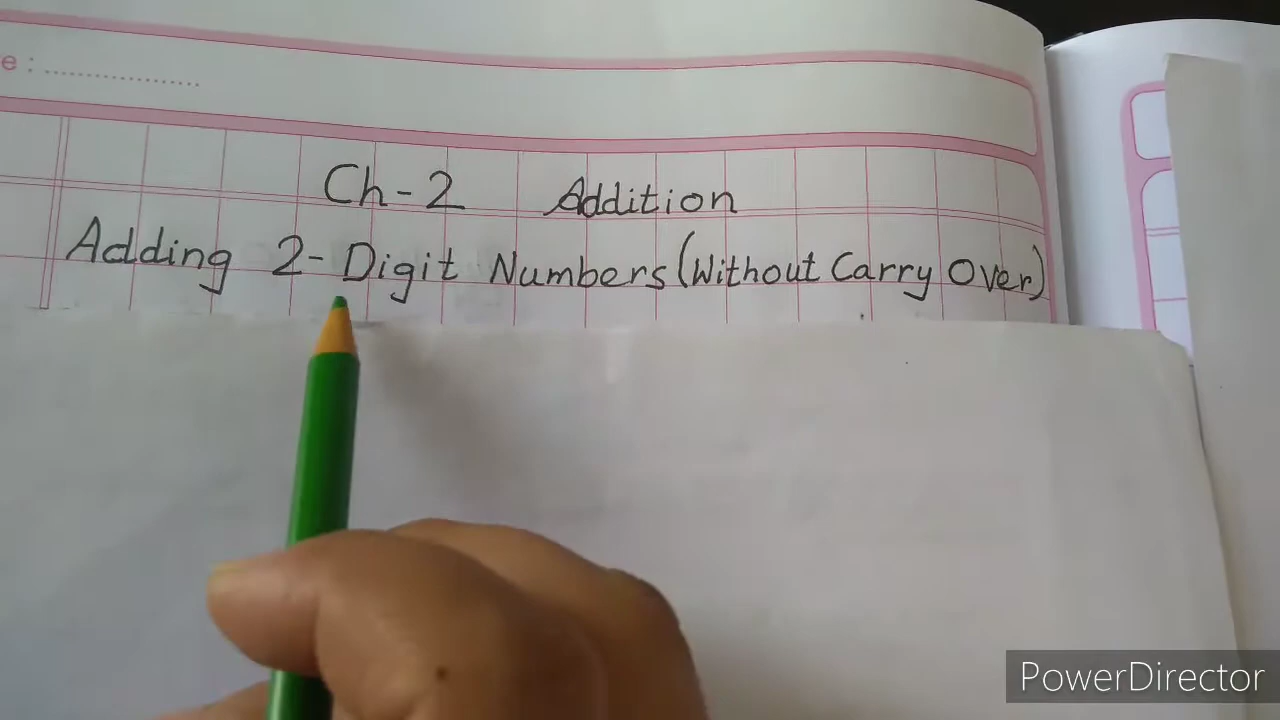 e : ....................
Ch-2 Addition
Adding 2-Digit Numbers (Without Carry Over)
PowerDirector